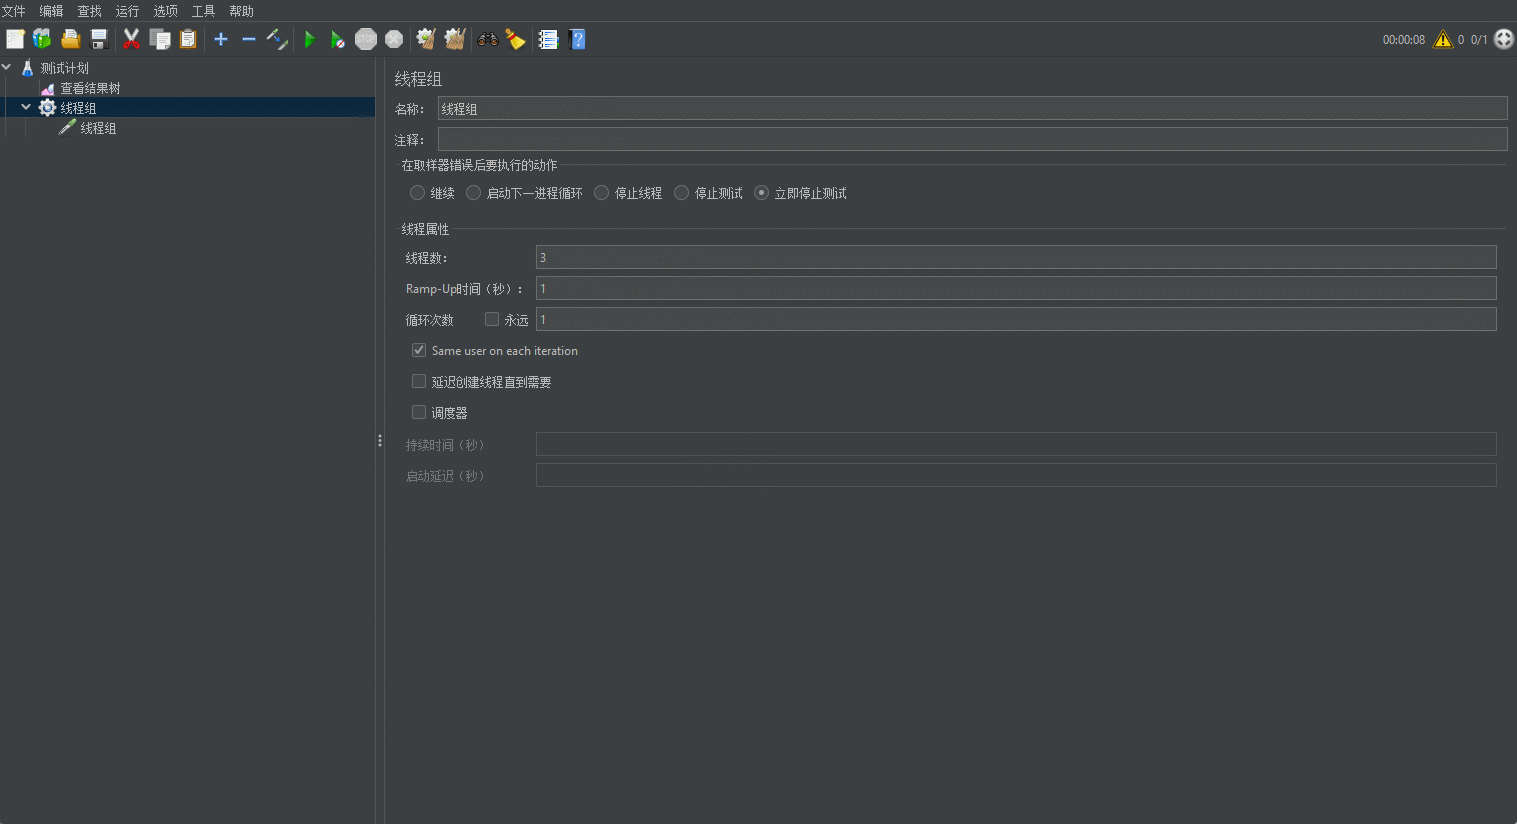 文件 编辑 查找 运行 选项 工具 帮助
STOP 00:00:08 0 0/1
测试计划
查看结果树
线程组
线程组
线程组
名称： 线程组
注释：
在取样器错误后要执行的动作
继续 启动下一进程循环 停止线程 停止测试 立即停止测试
线程属性
线程数： 3
Ramp-Up时间（秒）： 1
循环次数 永远 1
Same user on each iteration
延迟创建线程直到需要
调度器
持续时间（秒）
启动延迟（秒）